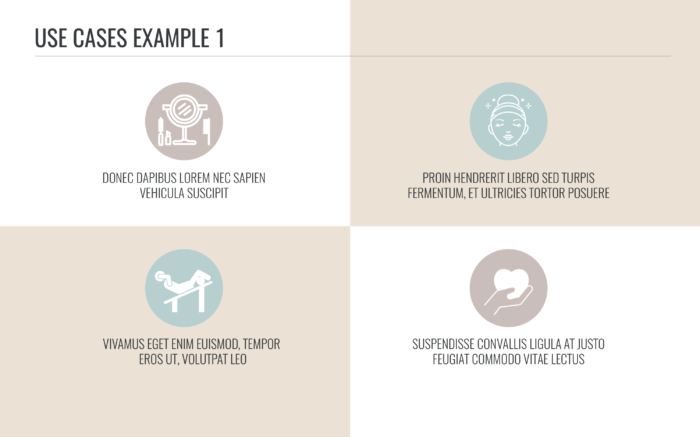 USE CASES EXAMPLE 1
DONEC DAPIBUS LOREM NEC SAPIEN
VEHICULA SUSCIPIT
PROIN HENDRERIT LIBERO SED TURPIS
FERMENTUM, ET ULTRICIES TORTOR POSUERE
VIVAMUS EGET ENIM EUISMOD, TEMPOR
EROS UT, VOLUTPAT LEO
SUSPENDISSE CONVALLIS LIGULA AT JUSTO
FEUGIAT COMMODO VITAE LECTUS